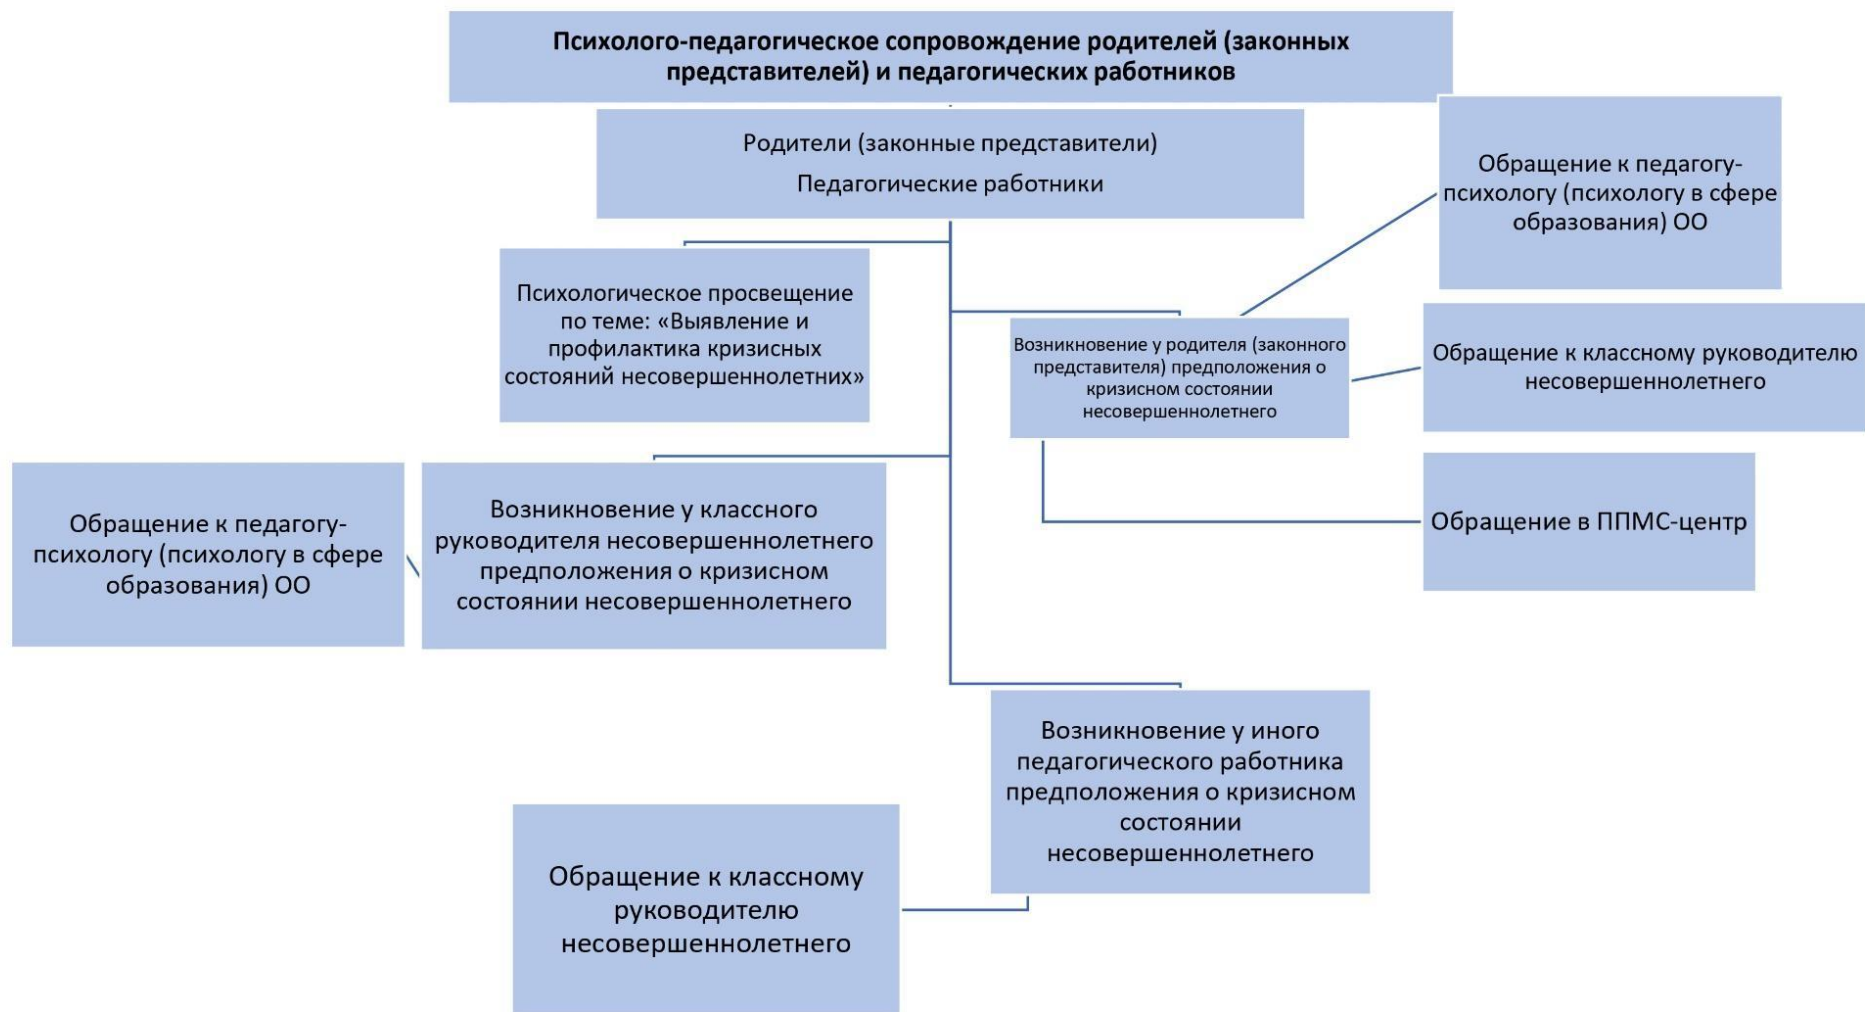 Психолого-педагогическое сопровождение родителей (законных
представителей) и педагогических работников
Родители (законные представители)
Педагогические работники
Обращение к педагогу-
психологу (психологу в сфере
образования) ОО
Психологическое просвещение
по теме: «Выявление и
профилактика кризисных
состояний несовершеннолетних»
Возникновение у родителя (законного
представителя) предположения о
кризисном состоянии
несовершеннолетнего
Обращение к классному руководителю
несовершеннолетнего
Обращение в ППМС-центр
Обращение к педагогу-
психологу (психологу в сфере
образования) ОО
Возникновение у классного
руководителя несовершеннолетнего
предположения о кризисном
состоянии несовершеннолетнего
Возникновение у иного
педагогического работника
предположения о кризисном
состоянии
несовершеннолетнего
Обращение к классному
руководителю
несовершеннолетнего